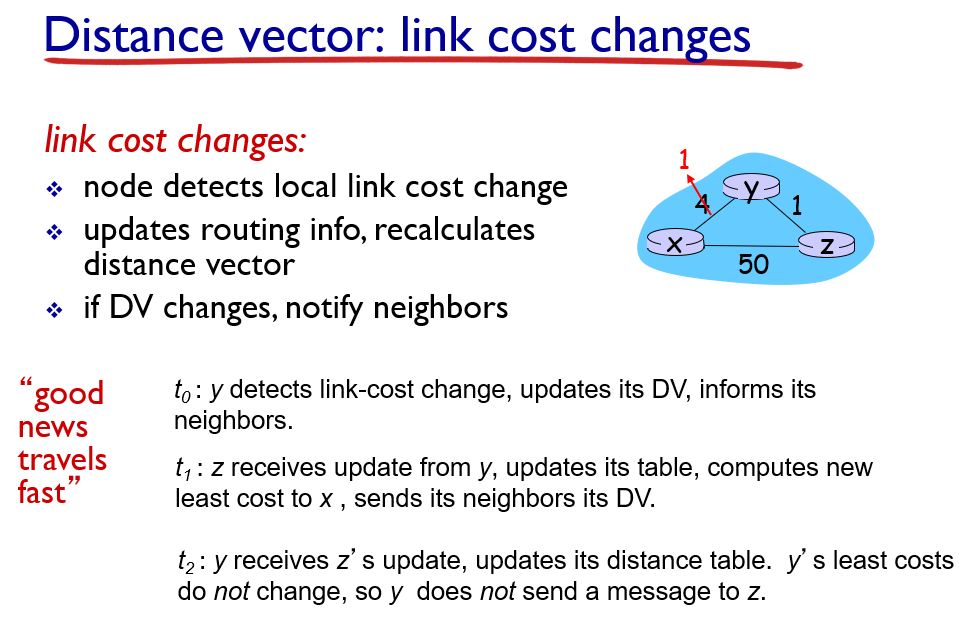 Distance vector: link cost changes
link cost changes:
❖ node detects local link cost change
❖ updates routing info, recalculates
distance vector
❖ if DV changes, notify neighbors
1
4
y
1
x
z
50
“good
news
travels
fast”
t0 : y detects link-cost change, updates its DV, informs its
neighbors.
t1 : z receives update from y, updates its table, computes new
least cost to x , sends its neighbors its DV.
t2 : y receives z’ s update, updates its distance table. y’ s least costs
do not change, so y does not send a message to z.